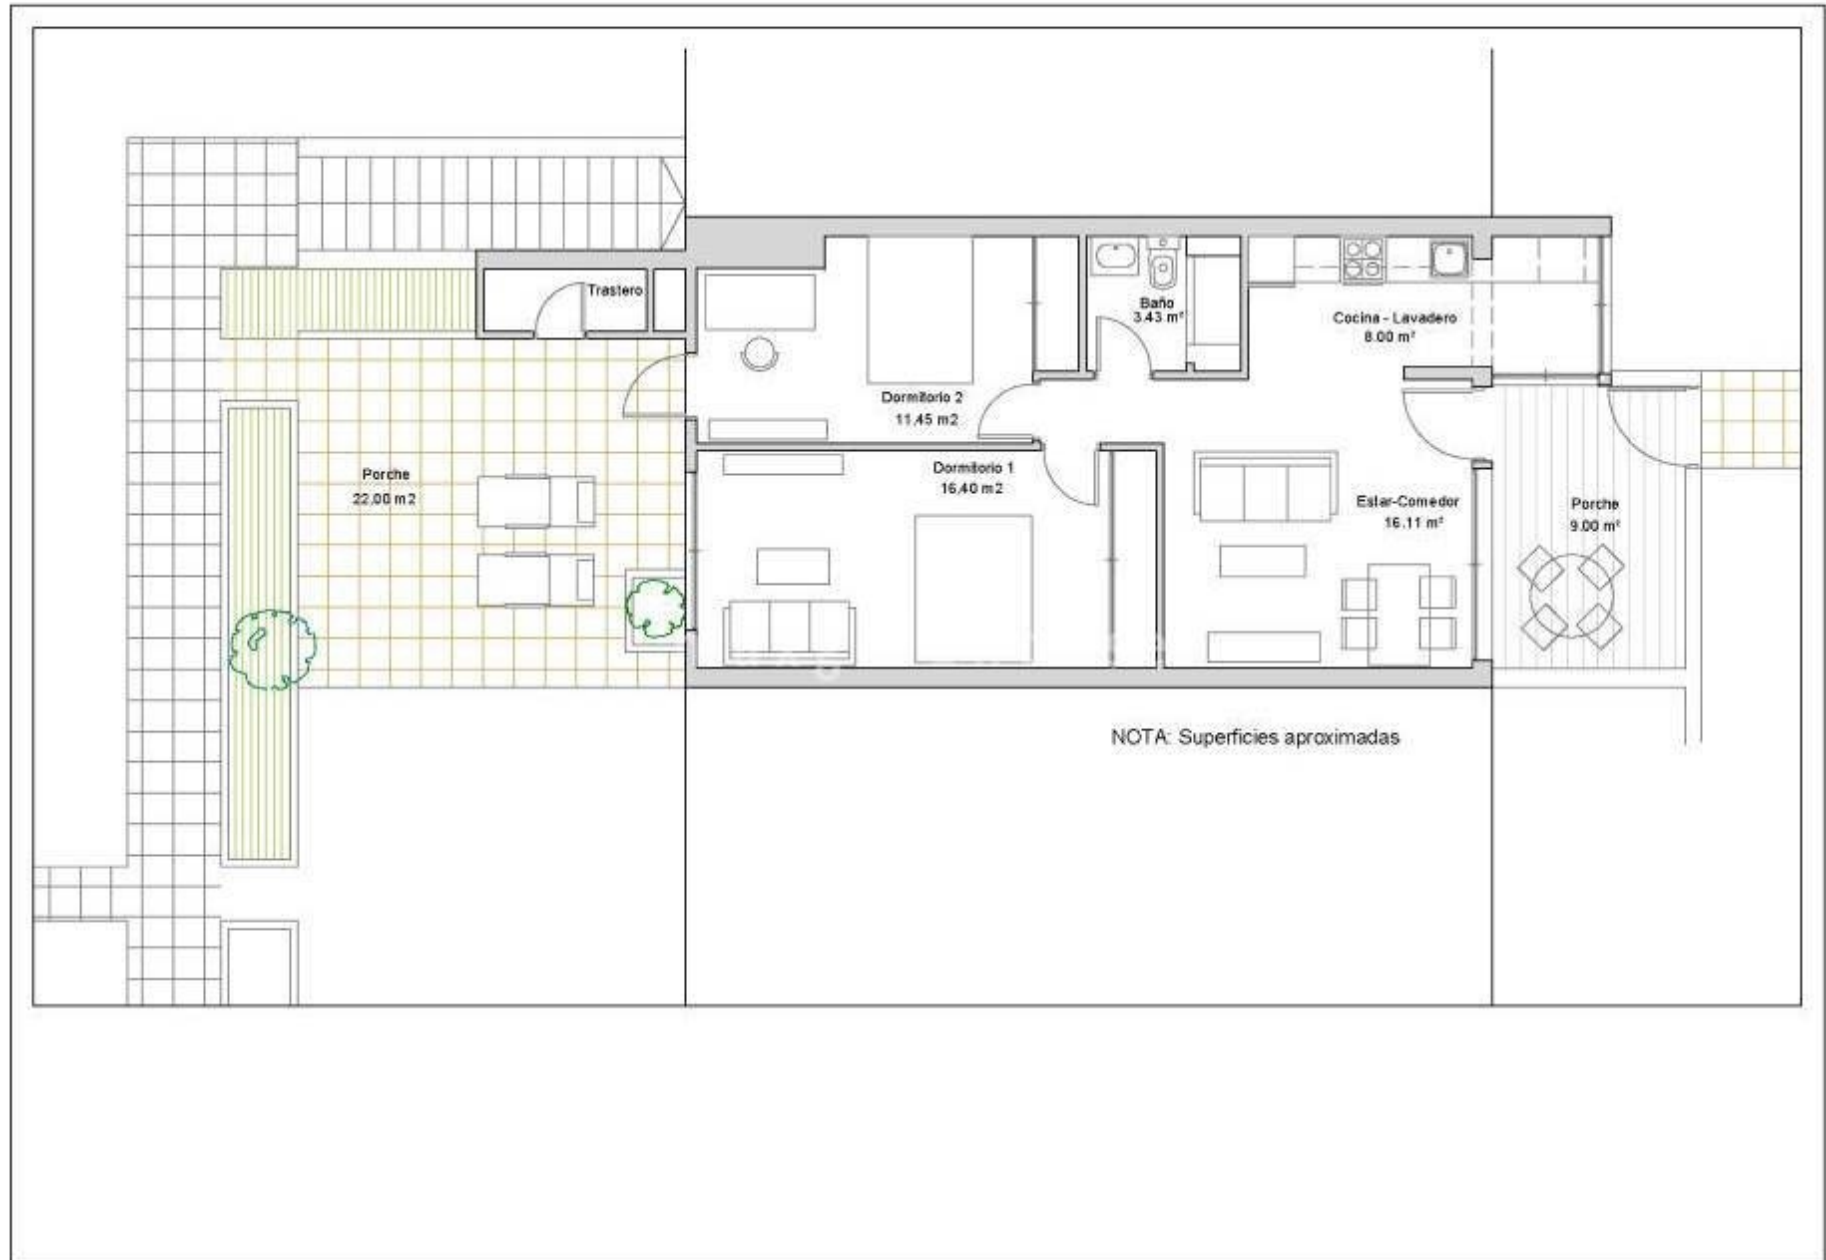 Trastero
Baño
3.43 m²
Cocina - Lavadero
8.00 m²
Dormitorio 2
11.45 m2
Porche
22.00 m2
Dormitorio 1
16.40 m2
Estar-Comedor
16.11 m²
Porche
9.00 m²
NOTA: Superficies aproximadas